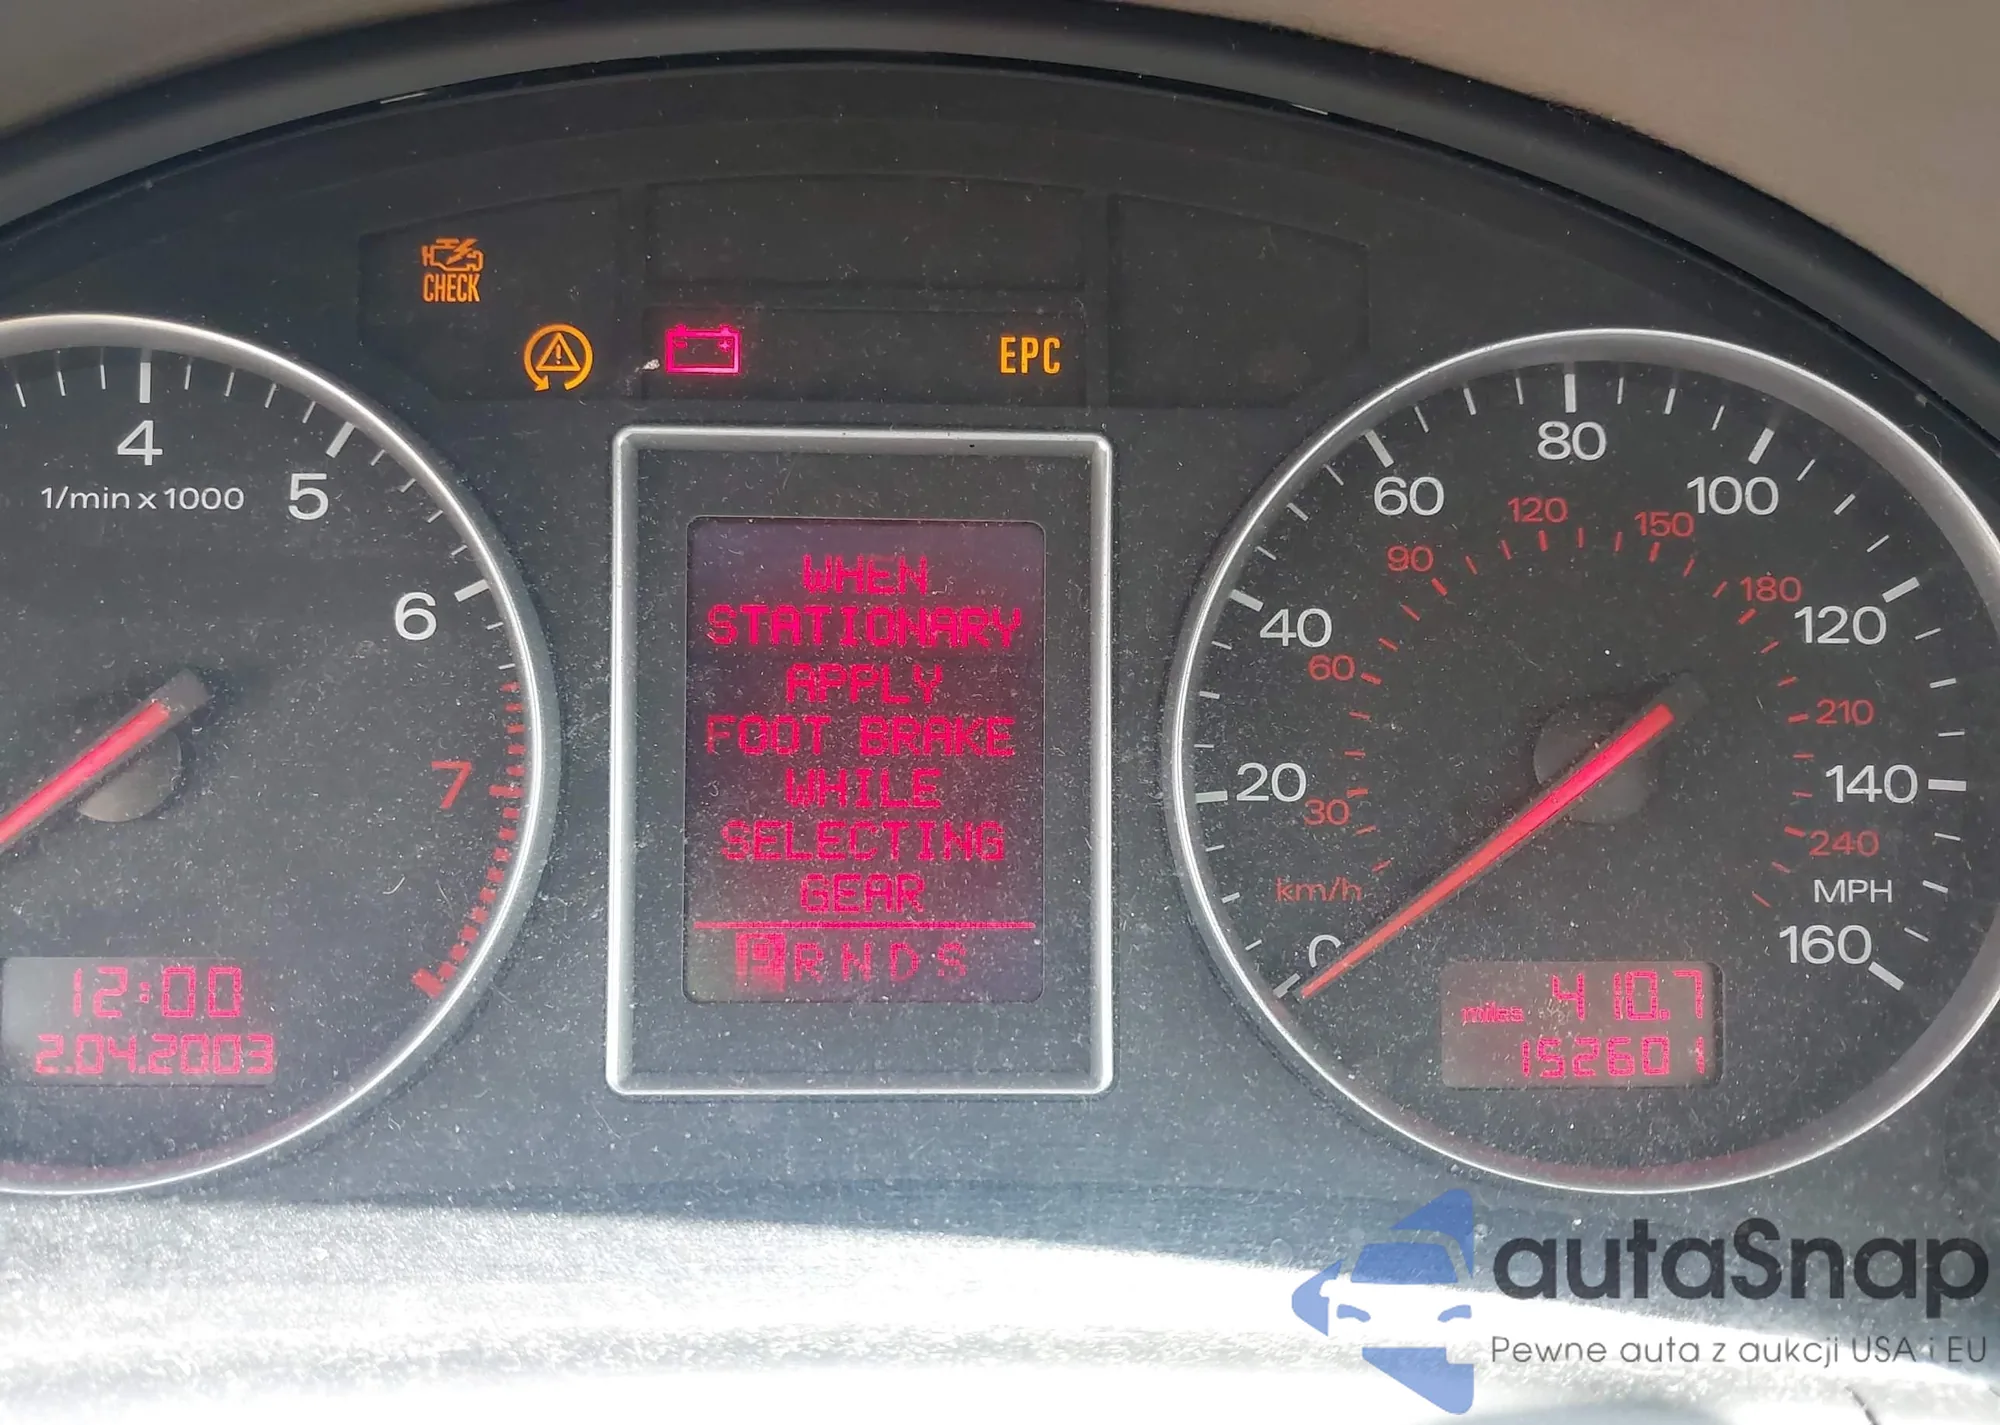 CHECK
EPC
4
1/min x 1000
5
6
7
12:00
2.04.2003
WHEN
STATIONARY
APPLY
FOOT BRAKE
WHILE
SELECTING
GEAR
P R N D S
80
60
100
120
150
90
180
40
120
60
210
20
140
30
240
km/h
MPH
0
160
miles 410.7
152601
autaSnap
Pewne auta z aukcji USA i EU